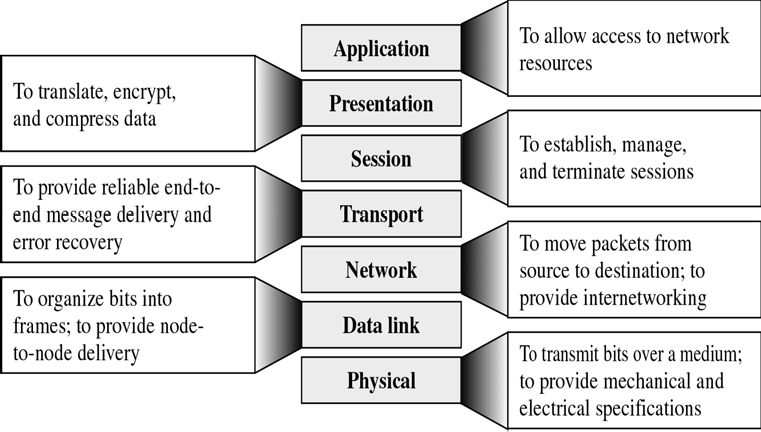 Application
To allow access to network
resources
To translate, encrypt,
and compress data
Presentation
Session
To establish, manage,
and terminate sessions
To provide reliable end-to-
end message delivery and
error recovery
Transport
Network
To move packets from
source to destination; to
provide internetworking
To organize bits into
frames; to provide node-
to-node delivery
Data link
Physical
To transmit bits over a medium;
to provide mechanical and
electrical specifications